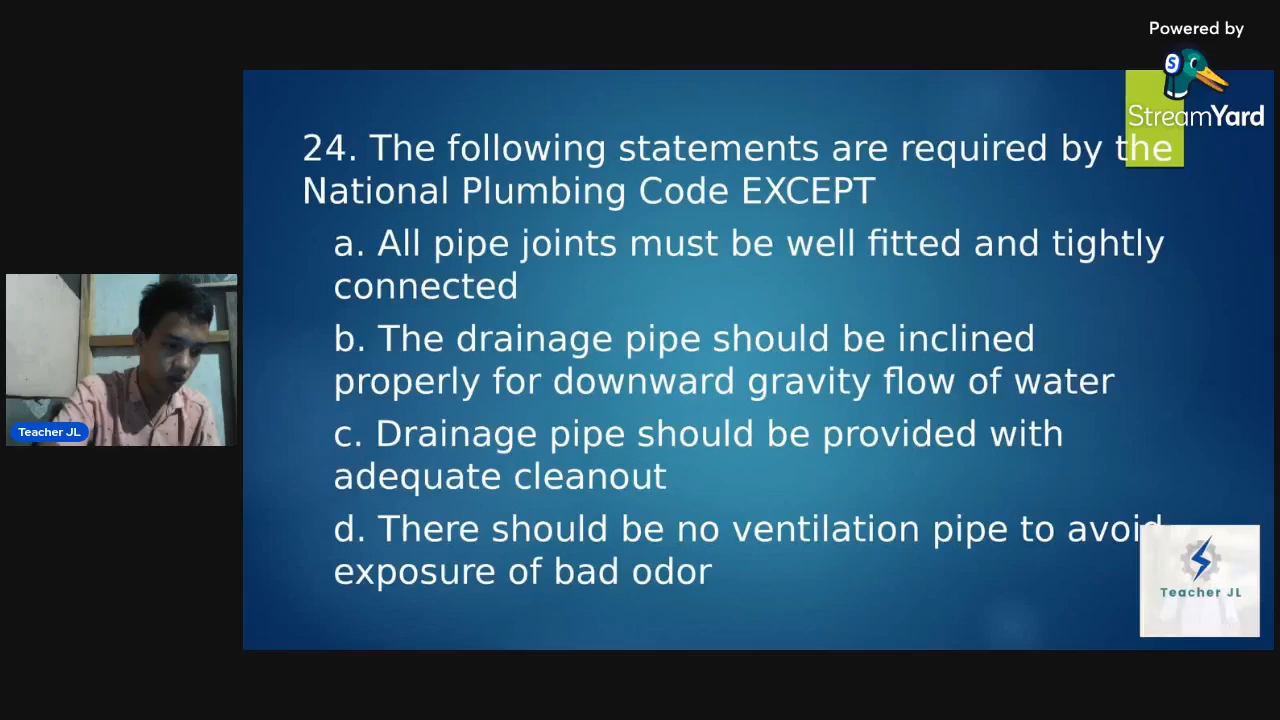 Powered by
StreamYard
24. The following statements are required by the
National Plumbing Code EXCEPT
a. All pipe joints must be well fitted and tightly
connected
b. The drainage pipe should be inclined
properly for downward gravity flow of water
c. Drainage pipe should be provided with
adequate cleanout
d. There should be no ventilation pipe to avoid
exposure of bad odor
Teacher JL
Teacher JL